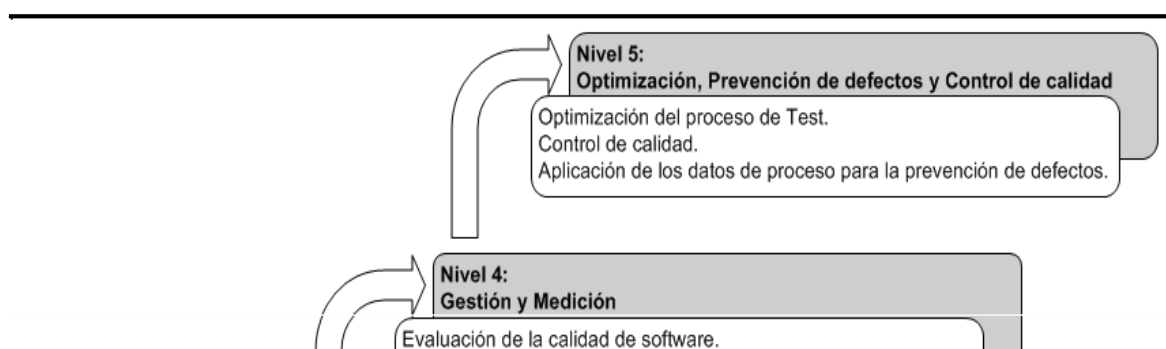 Nivel 5:
Optimización, Prevención de defectos y Control de calidad
Optimización del proceso de Test.
Control de calidad.
Aplicación de los datos de proceso para la prevención de defectos.
Nivel 4:
Gestión y Medición
Evaluación de la calidad de software.